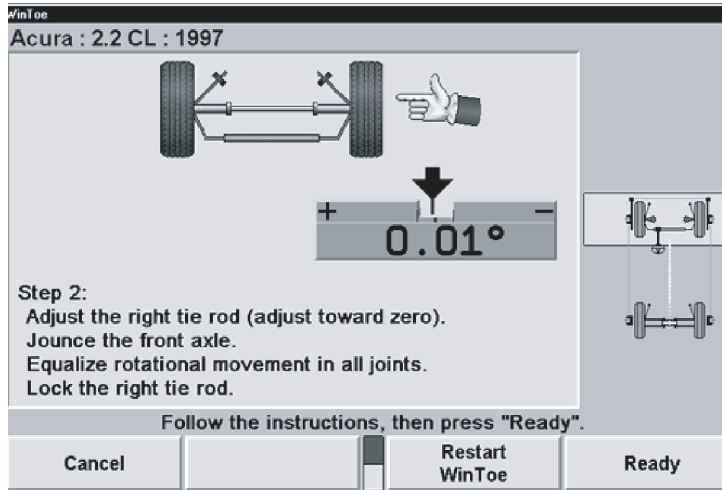 WinToe
Acura : 2.2 CL : 1997
+ −
0.01°
Step 2:
Adjust the right tie rod (adjust toward zero).
Jounce the front axle.
Equalize rotational movement in all joints.
Lock the right tie rod.
Follow the instructions, then press "Ready".
Cancel
Restart
WinToe
Ready